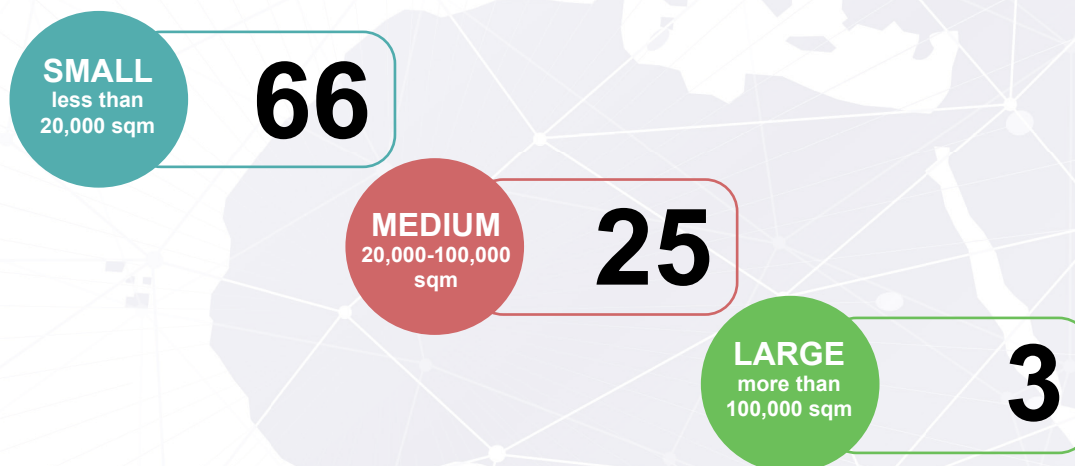 SMALL
less than
20,000 sqm
66
MEDIUM
20,000-100,000
sqm
25
LARGE
more than
100,000 sqm
3